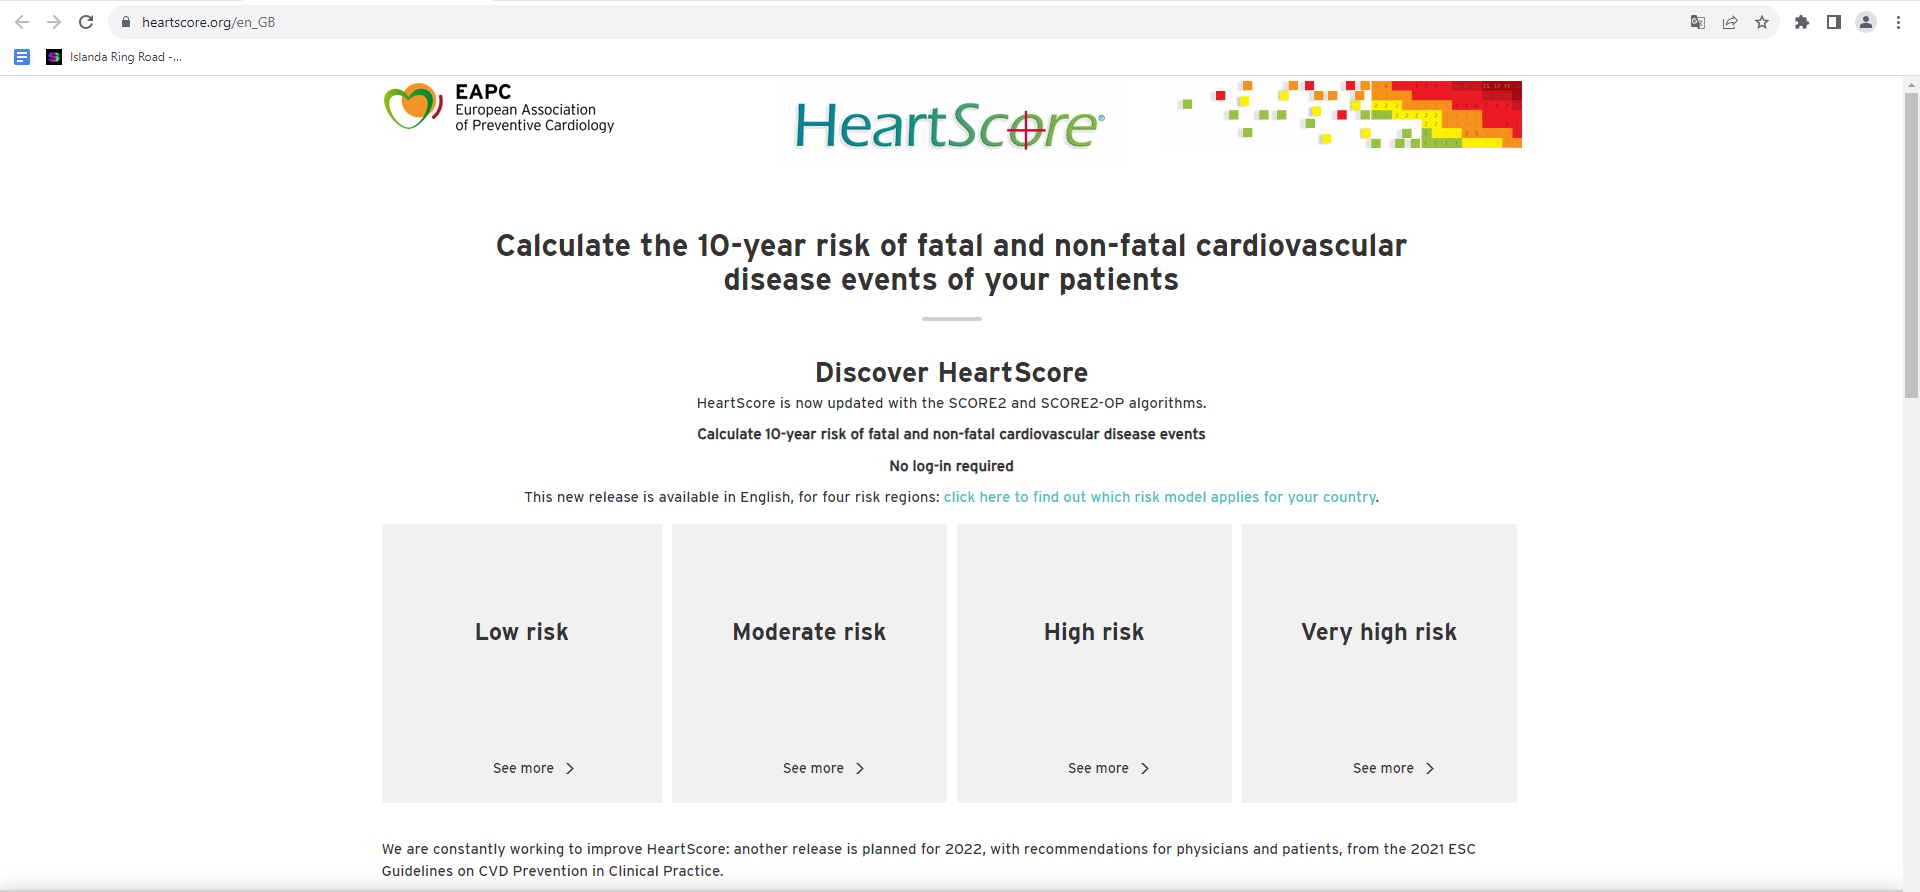 heartscore.org/en_GB
Islanda Ring Road -...
EAPC
European Association
of Preventive Cardiology
HeartScore®
Calculate the 10-year risk of fatal and non-fatal cardiovascular
disease events of your patients
Discover HeartScore
HeartScore is now updated with the SCORE2 and SCORE2-OP algorithms.
Calculate 10-year risk of fatal and non-fatal cardiovascular disease events
No log-in required
This new release is available in English, for four risk regions: click here to find out which risk model applies for your country.
Low risk
Moderate risk
High risk
Very high risk
See more
See more
See more
See more
We are constantly working to improve HeartScore: another release is planned for 2022, with recommendations for physicians and patients, from the 2021 ESC
Guidelines on CVD Prevention in Clinical Practice.